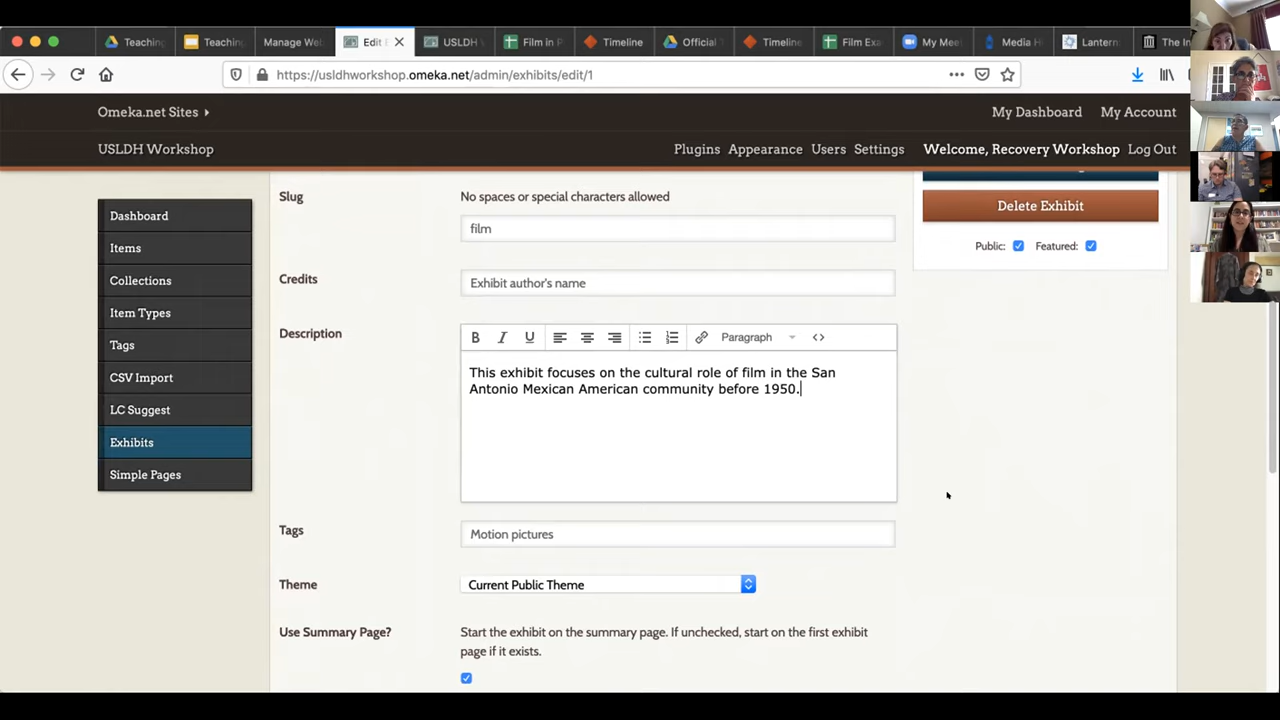 Teaching
Teaching
Manage Wel
Edit E
USLDH
Film in P
Timeline
Official
Timeline
Film Exa
My Mee
Media H
Lantern
The In
https://usldhworkshop.omeka.net/admin/exhibits/edit/1
Omeka.net Sites
My Dashboard
My Account
USLDH Workshop
Plugins
Appearance
Users
Settings
Welcome, Recovery Workshop
Log Out
Dashboard
Items
Collections
Item Types
Tags
CSV Import
LC Suggest
Exhibits
Simple Pages
Slug
No spaces or special characters allowed
film
Delete Exhibit
Public:
Featured:
Credits
Exhibit author's name
Description
B I U
Paragraph
This exhibit focuses on the cultural role of film in the San
Antonio Mexican American community before 1950.
Tags
Motion pictures
Theme
Current Public Theme
Use Summary Page?
Start the exhibit on the summary page. If unchecked, start on the first exhibit
page if it exists.